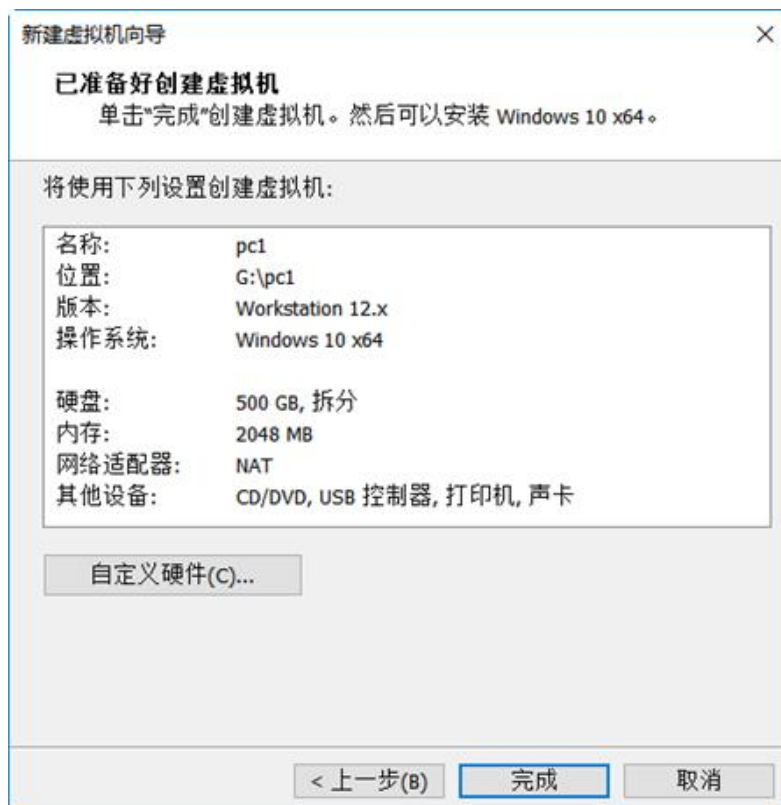 新建虚拟机向导
已准备好创建虚拟机
单击“完成”创建虚拟机。然后可以安装 Windows 10 x64。
将使用下列设置创建虚拟机:
名称: pc1
位置: G:\pc1
版本: Workstation 12.x
操作系统: Windows 10 x64
硬盘: 500 GB, 拆分
内存: 2048 MB
网络适配器: NAT
其他设备: CD/DVD, USB 控制器, 打印机, 声卡
自定义硬件(C)...
< 上一步(B) 完成 取消